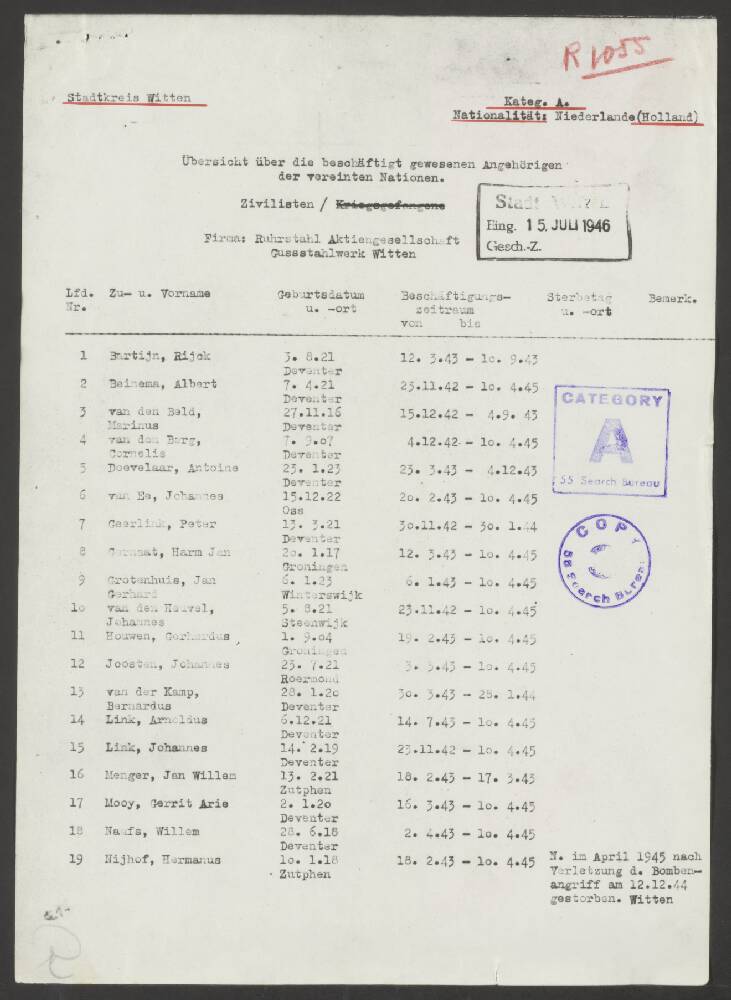 R 1055
Stadtkreis Witten
Kateg. A.
Nationalität: Niederlande(Holland)
Übersicht über die beschäftigt gewesenen Angehörigen
der vereinten Nationen.
Zivilisten / Kriegsgefangene
Stadt
Eing. 15. JULI 1946
Gesch.-Z.
Firma: Ruhrstahl Aktiengesellschaft
Gussstahlwerk Witten
Lfd. Zu- u. Vorname Geburtsdatum Beschäftigungs- Sterbetag Bemerk.
Nr. u. -ort zeitraum u. -ort
von bis
1 Bartijn, Rijck 3. 8.21 12. 3.43 - 1o. 9.43
Deventer
2 Beinema, Albert 7. 4.21 23.11.42 - 1o. 4.45
Deventer
3 van den Beld, 27.11.16 15.12.42 - 4.9. 43
Marinus Deventer
4 van den Berg, 7. 9.o7 4.12.42 - 1o. 4.45
Cornelis Deventer
5 Doevelaar, Antoine 23. 1.23 23. 3.43 - 4.12.43
Deventer
6 van Ee, Johannes 15.12.22 2o. 2.43 - 1o. 4.45
Oss
7 Geerlink, Peter 13. 3.21 3o.11.42 - 3o. 1.44
Deventer
8 Harm Jan 2o. 1.17 12. 3.43 - 1o. 4.45
Groningen
9 Grotenhuis, Jan 6. 1.23 6. 1.43 - 1o. 4.45
Gerhard Winterswijk
1o van den Heuvel, 5. 8.21 23.11.42 - 1o. 4.45
Johannes Steenwijk
11 Houwen, Gerhardus 1. 9.o4 19. 2.43 - 1o. 4.45
Groningen
12 Joosten, Johannes 23. 7.21 3. 3.43 - 1o. 4.45
Roermond
13 van der Kamp, 28. 1.2o 3o. 3.43 - 28. 1.44
Bernardus Deventer
14 Link, Arnoldus 6.12.21 14. 7.43 - 1o. 4.45
Deventer
15 Link, Johannes 14. 2.19 23.11.42 - 1o. 4.45
Deventer
16 Menger, Jan Willem 13. 2.21 18. 2.43 - 17. 3.43
Zutphen
17 Mooy, Gerrit Arie 2. 1.2o 16. 3.43 - 1o. 4.45
Deventer
18 Naufs, Willem 28. 6.18 2. 4.43 - 1o. 4.45
Deventer
19 Nijhof, Hermanus 1o. 1.18 18. 2.43 - 1o. 4.45 N. im April 1945 nach
Zutphen Verletzung d. Bomben-
angriff am 12.12.44
gestorben. Witten
CATEGORY
A
SS Search Bureau
COPY
C
SS Search Bureau